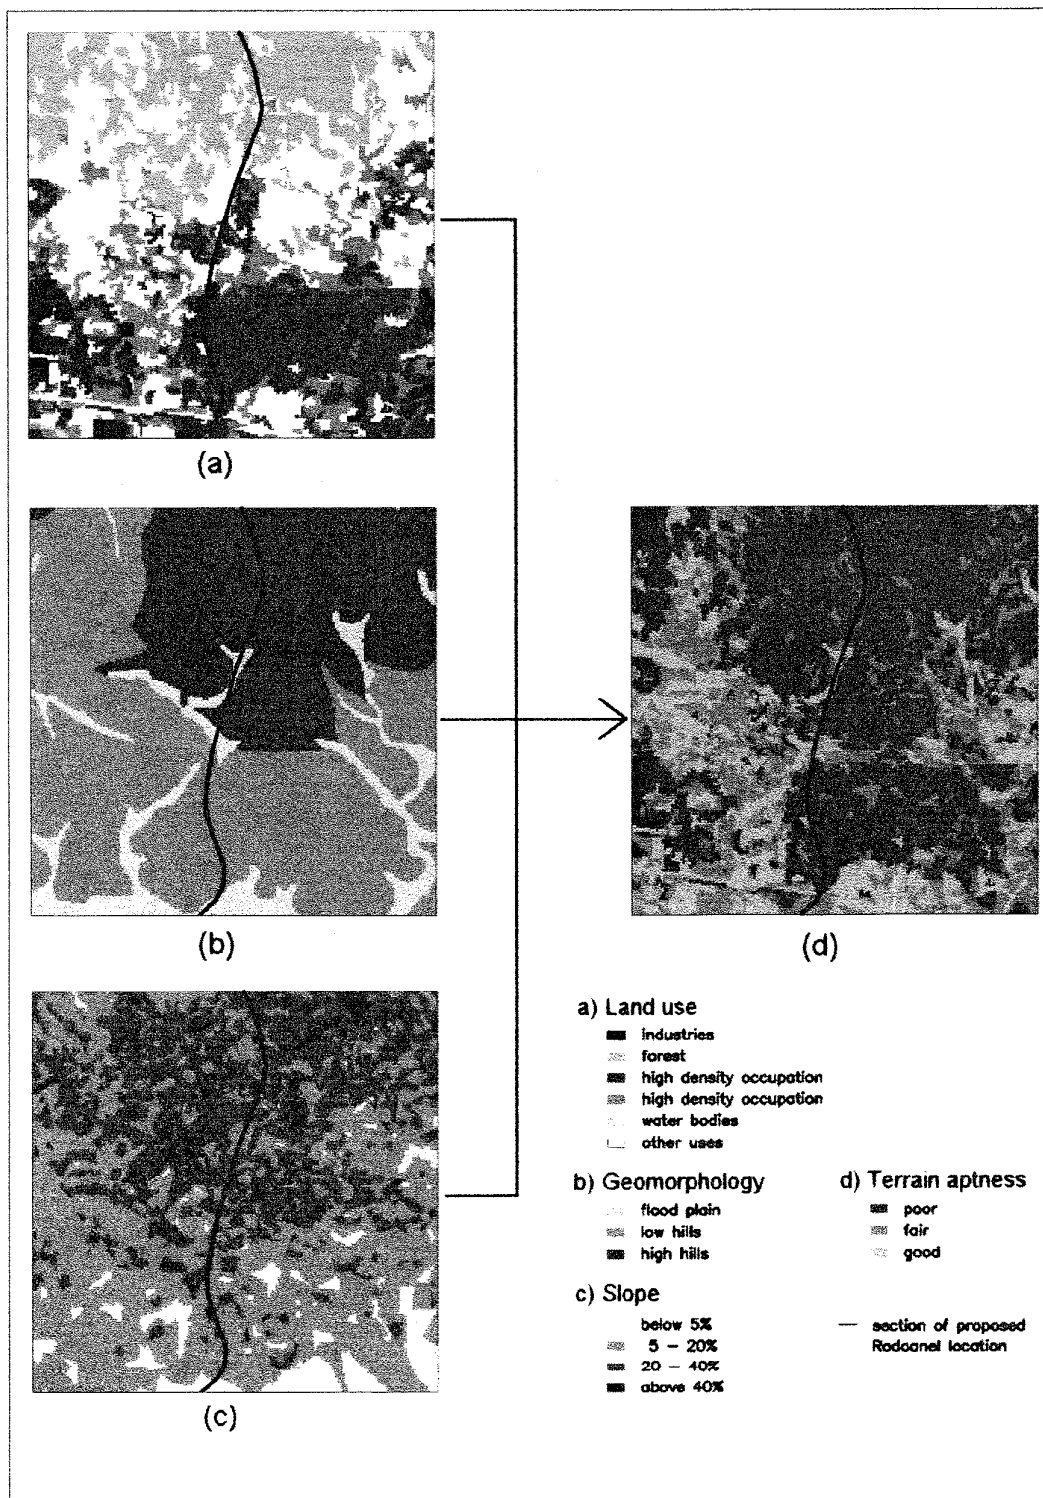 (a)
(b)
(d)
(c)
a) Land use
industries
forest
high density occupation
high density occupation
water bodies
other uses
b) Geomorphology
flood plain
low hills
high hills
d) Terrain aptness
poor
fair
good
c) Slope
below 5%
5 – 20%
20 – 40%
above 40%
— section of proposed
Rodoanel location